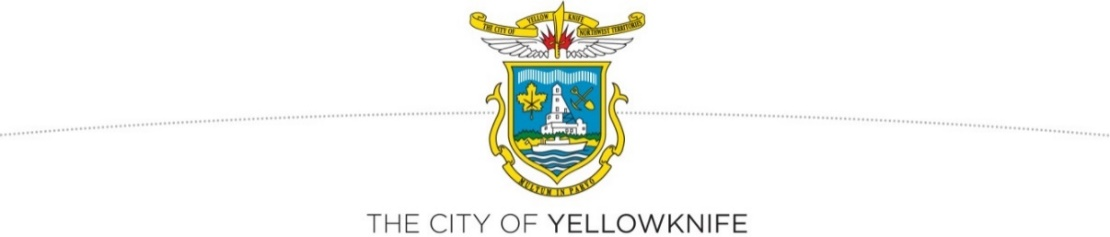 YELLOW KNIFE
THE CITY OF NORTHWEST TERRITORIES
MULTUM IN PARVO
THE CITY OF YELLOWKNIFE